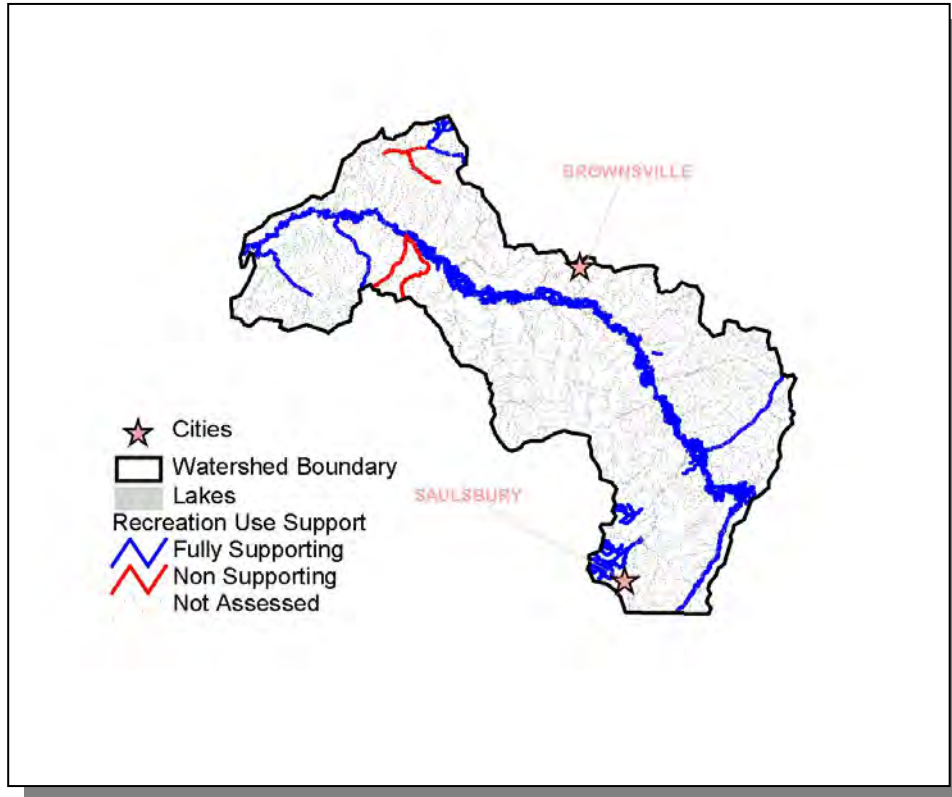 BROWNSVILLE
Cities
Watershed Boundary
Lakes
SAULSBURY
Recreation Use Support
Fully Supporting
Non Supporting
Not Assessed